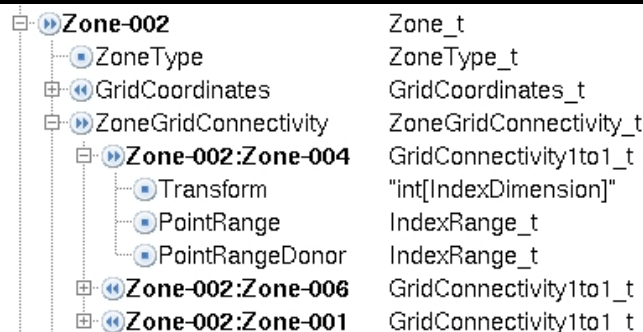 Zone-002 Zone_t
ZoneType ZoneType_t
GridCoordinates GridCoordinates_t
ZoneGridConnectivity ZoneGridConnectivity_t
Zone-002:Zone-004 GridConnectivity1to1_t
Transform "int[IndexDimension]"
PointRange IndexRange_t
PointRangeDonor IndexRange_t
Zone-002:Zone-006 GridConnectivity1to1_t
Zone-002:Zone-001 GridConnectivity1to1_t